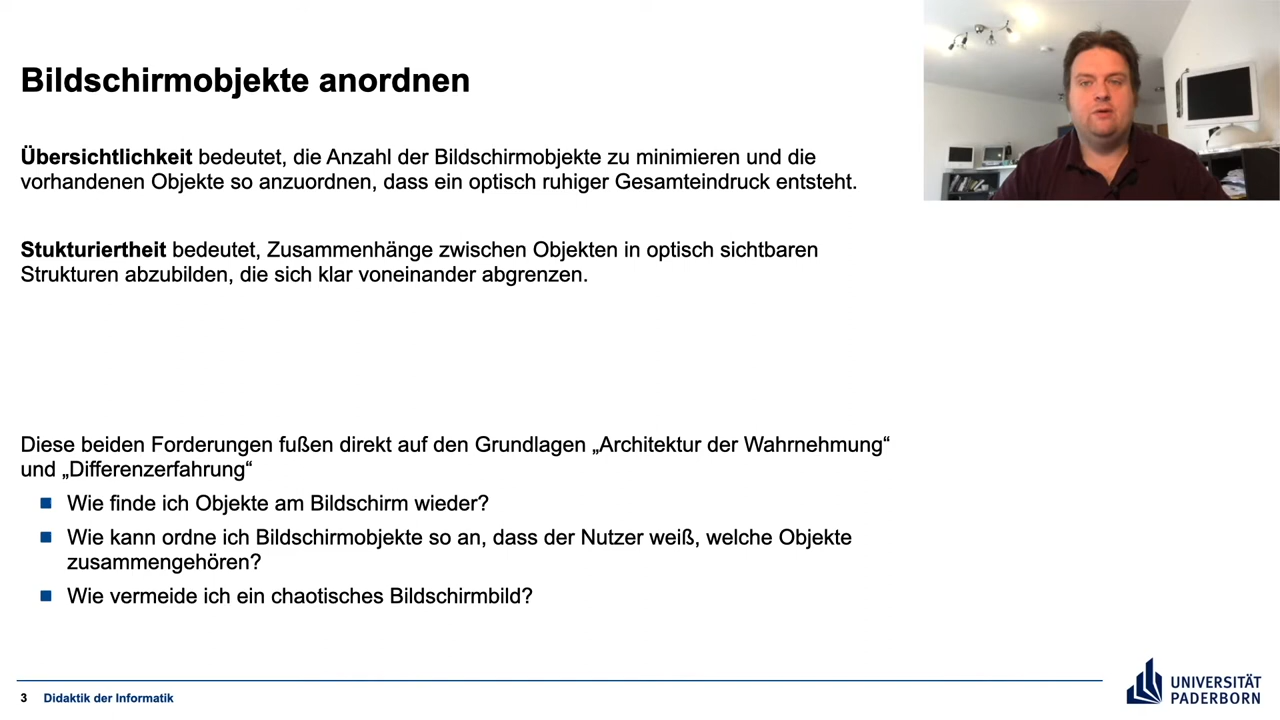 Bildschirmobjekte anordnen
Übersichtlichkeit bedeutet, die Anzahl der Bildschirmobjekte zu minimieren und die
vorhandenen Objekte so anzuordnen, dass ein optisch ruhiger Gesamteindruck entsteht.
Stukturiertheit bedeutet, Zusammenhänge zwischen Objekten in optisch sichtbaren
Strukturen abzubilden, die sich klar voneinander abgrenzen.
Diese beiden Forderungen fußen direkt auf den Grundlagen „Architektur der Wahrnehmung“
und „Differenzerfahrung“
Wie finde ich Objekte am Bildschirm wieder?
Wie kann ordne ich Bildschirmobjekte so an, dass der Nutzer weiß, welche Objekte
zusammengehören?
Wie vermeide ich ein chaotisches Bildschirmbild?
3 Didaktik der Informatik
UNIVERSITÄT
PADERBORN